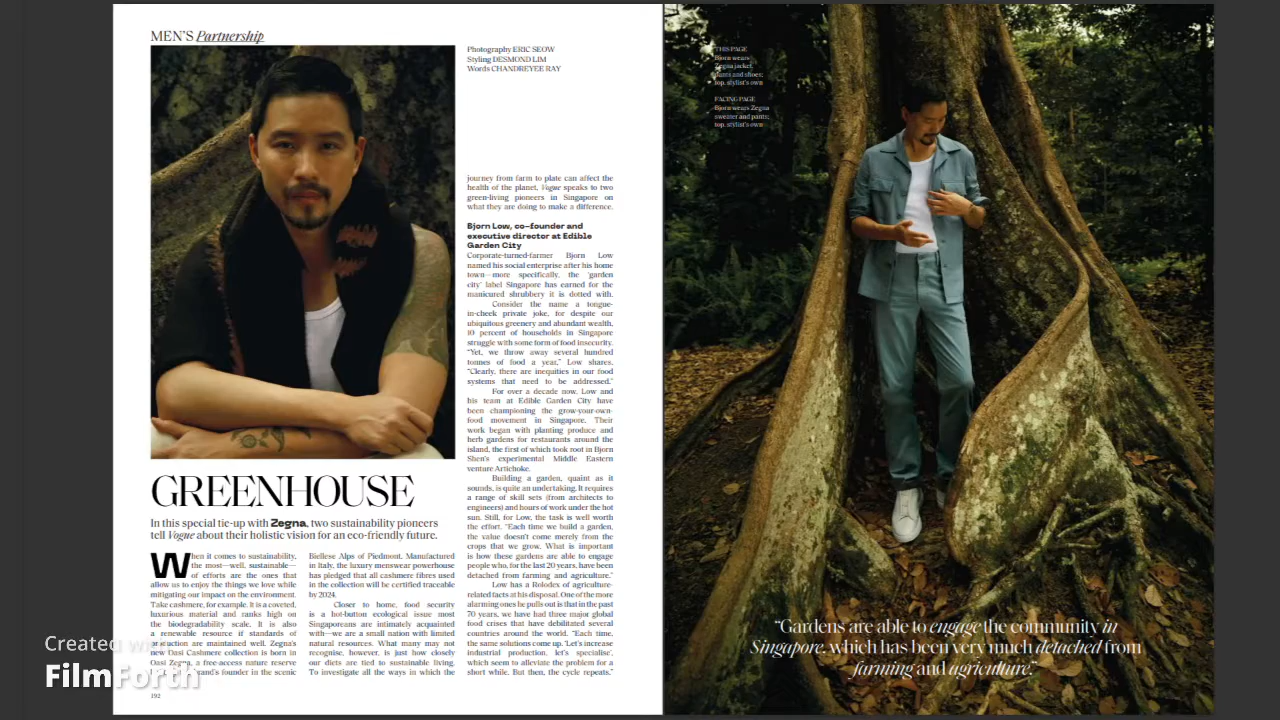 MEN'S Partnership
Photography ERIC SEOW
Styling DESMOND LIM
Words CHANDREYEE RAY
GREENHOUSE
In this special tie-up with Zegna, two sustainability pioneers
tell Vogue about their holistic vision for an eco-friendly future.
When it comes to sustainability,
the most—well, sustainable—
of efforts are the ones that
allow us to enjoy the things we love while
mitigating our impact on the environment.
Take cashmere, for example. It is a coveted,
luxurious material and ranks high on
the biodegradability scale. It is also
a renewable resource if standards of
production are maintained well. Zegna's
new Oasi Cashmere collection is born in
Oasi Zegna, a free-access nature reserve
brand's founder in the scenic
Biellese Alps of Piedmont. Manufactured
in Italy, the luxury menswear powerhouse
has pledged that all cashmere fibres used
in the collection will be certified traceable
by 2024.
Closer to home, food security
is a hot-button ecological issue most
Singaporeans are intimately acquainted
with—we are a small nation with limited
natural resources. What many may not
recognise, however, is just how closely
our diets are tied to sustainable living.
To investigate all the ways in which the
journey from farm to plate can affect the
health of the planet, Vogue speaks to two
green-living pioneers in Singapore on
what they are doing to make a difference.
Bjorn Low, co-founder and
executive director at Edible
Garden City
Corporate-turned-farmer Bjorn Low
named his social enterprise after his home
town—more specifically, the 'garden
city' label Singapore has earned for the
manicured shrubbery it is dotted with.
Consider the name a tongue-
in-cheek private joke, for despite our
ubiquitous greenery and abundant wealth,
10 percent of households in Singapore
struggle with some form of food insecurity.
"Yet, we throw away several hundred
tonnes of food a year," Low shares.
"Clearly, there are inequities in our food
systems that need to be addressed."
For over a decade now, Low and
his team at Edible Garden City have
been championing the grow-your-own-
food movement in Singapore. Their
work began with planting produce and
herb gardens for restaurants around the
island, the first of which took root in Bjorn
Shen's experimental Middle Eastern
venture Artichoke.
Building a garden, quaint as it
sounds, is quite an undertaking. It requires
a range of skill sets (from architects to
engineers) and hours of work under the hot
sun. Still, for Low, the task is well worth
the effort. "Each time we build a garden,
the value doesn't come merely from the
crops that we grow. What is important
is how these gardens are able to engage
people who, for the last 20 years, have been
detached from farming and agriculture."
Low has a Rolodex of agriculture-
related facts at his disposal. One of the more
alarming ones he pulls out is that in the past
70 years, we have had three major global
food crises that have debilitated several
countries around the world. "Each time,
the same solutions come up. 'Let's increase
industrial production, let's specialise',
which seem to alleviate the problem for a
short while. But then, the cycle repeats."
192
THIS PAGE
Bjorn wears
Zegna jacket,
pants and shoes;
top, stylist's own
FACING PAGE
Bjorn wears Zegna
sweater and pants;
top, stylist's own
"Gardens are able to engage the community in
Singapore, which has been very much detached from
farming and agriculture."
Created with
FilmForth